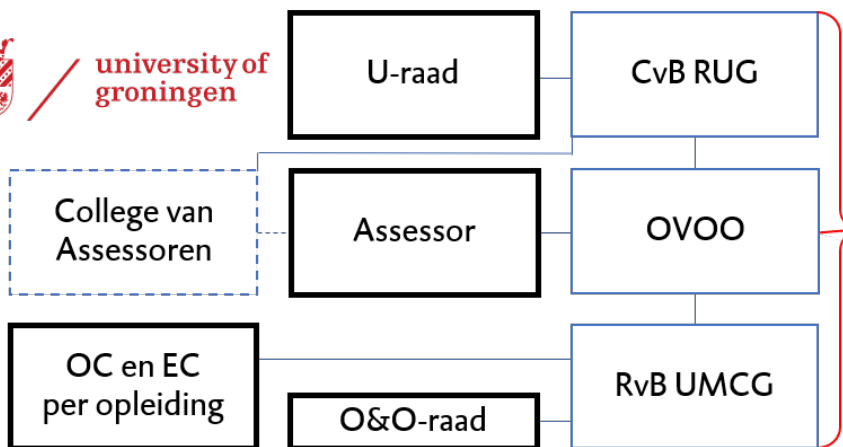 university of
groningen
U-raad
CvB RUG
College van
Assessoren
Assessor
OVOO
OC en EC
per opleiding
O&O-raad
RvB UMCG